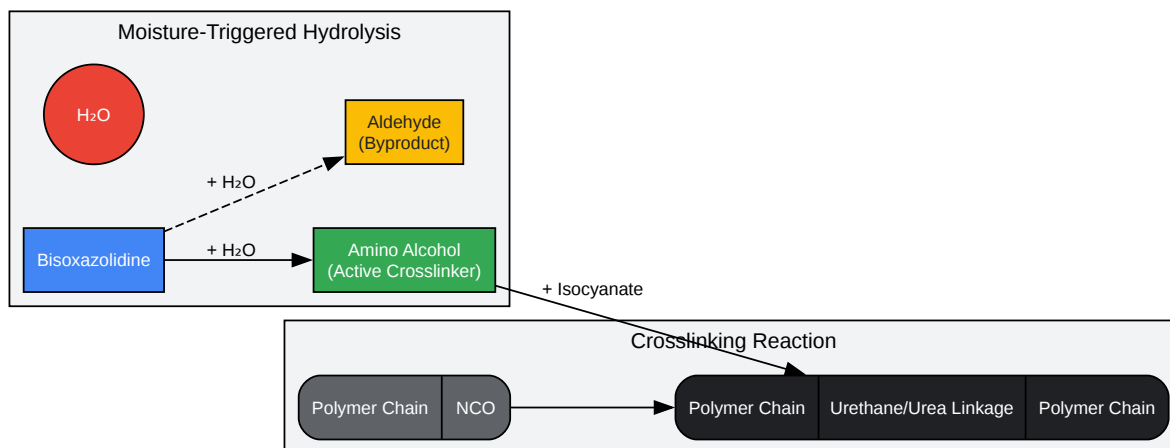 Moisture-Triggered Hydrolysis
H₂O
Aldehyde
(Byproduct)
+ H₂O
Bisoxazolidine
+ H₂O
Amino Alcohol
(Active Crosslinker)
+ Isocyanate
Crosslinking Reaction
Polymer Chain
NCO
Polymer Chain
Urethane/Urea Linkage
Polymer Chain